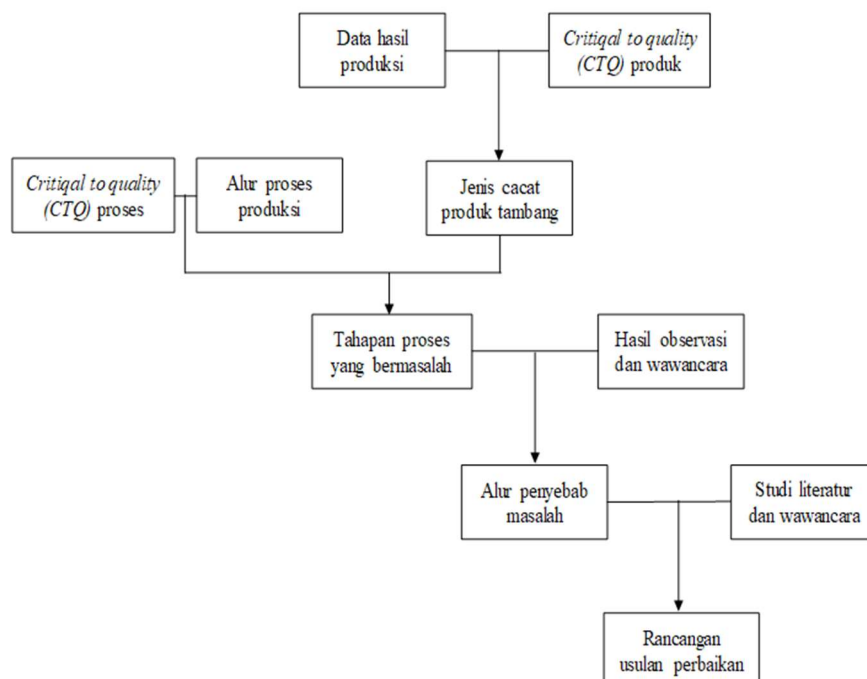 Data hasil
produksi
Critiqal to quality
(CTQ) produk
Critiqal to quality
(CTQ) proses
Alur proses
produksi
Jenis cacat
produk tambang
Tahapan proses
yang bermasalah
Hasil observasi
dan wawancara
Alur penyebab
masalah
Studi literatur
dan wawancara
Rancangan
usulan perbaikan